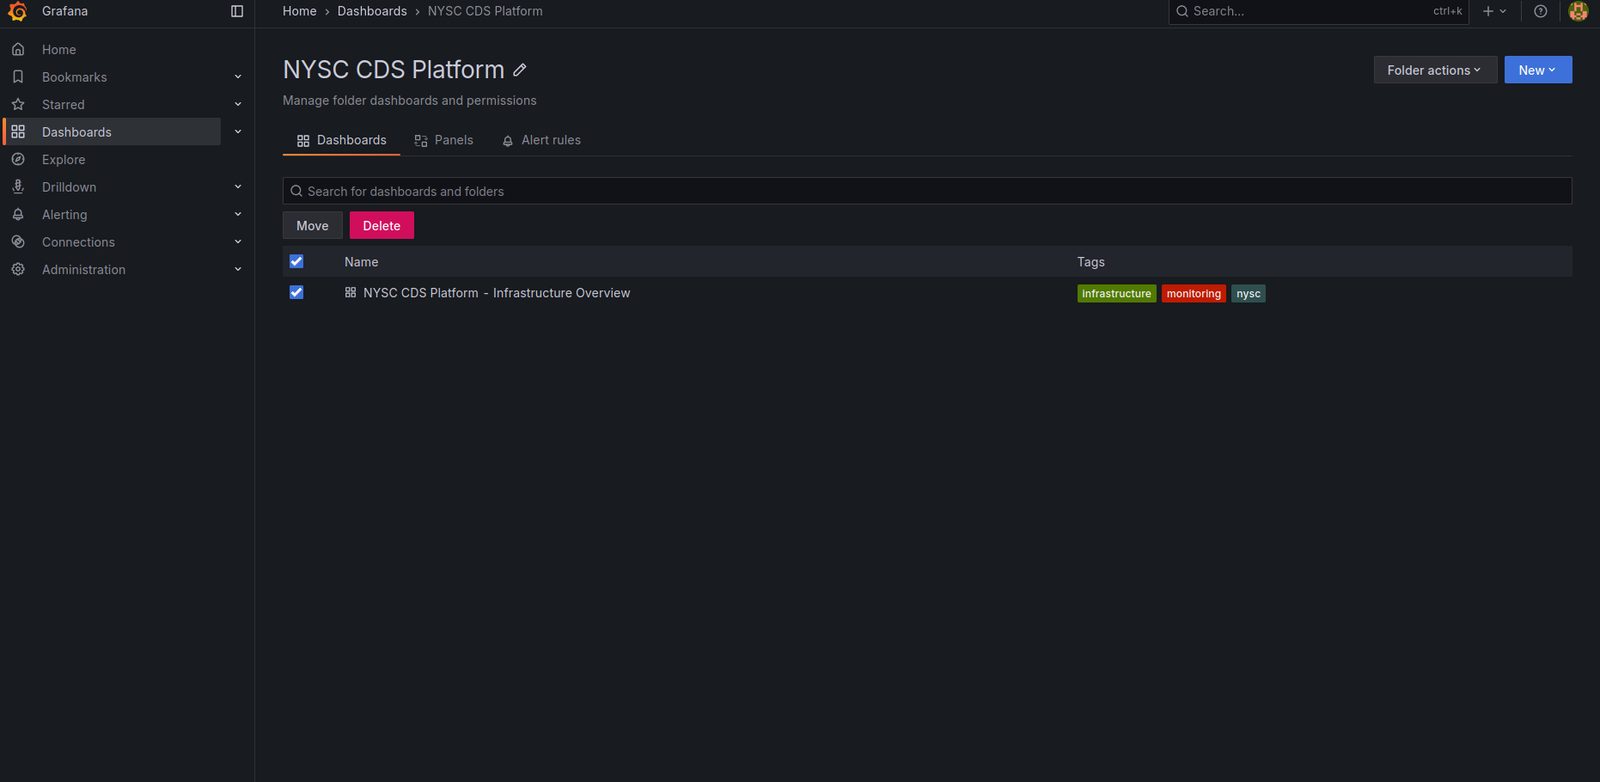 Grafana
Home › Dashboards › NYSC CDS Platform
Search...
ctrl+k
Home
Bookmarks
Starred
Dashboards
Explore
Drilldown
Alerting
Connections
Administration
NYSC CDS Platform
Folder actions
New
Manage folder dashboards and permissions
Dashboards
Panels
Alert rules
Search for dashboards and folders
Move
Delete
Name
Tags
NYSC CDS Platform - Infrastructure Overview
infrastructure
monitoring
nysc